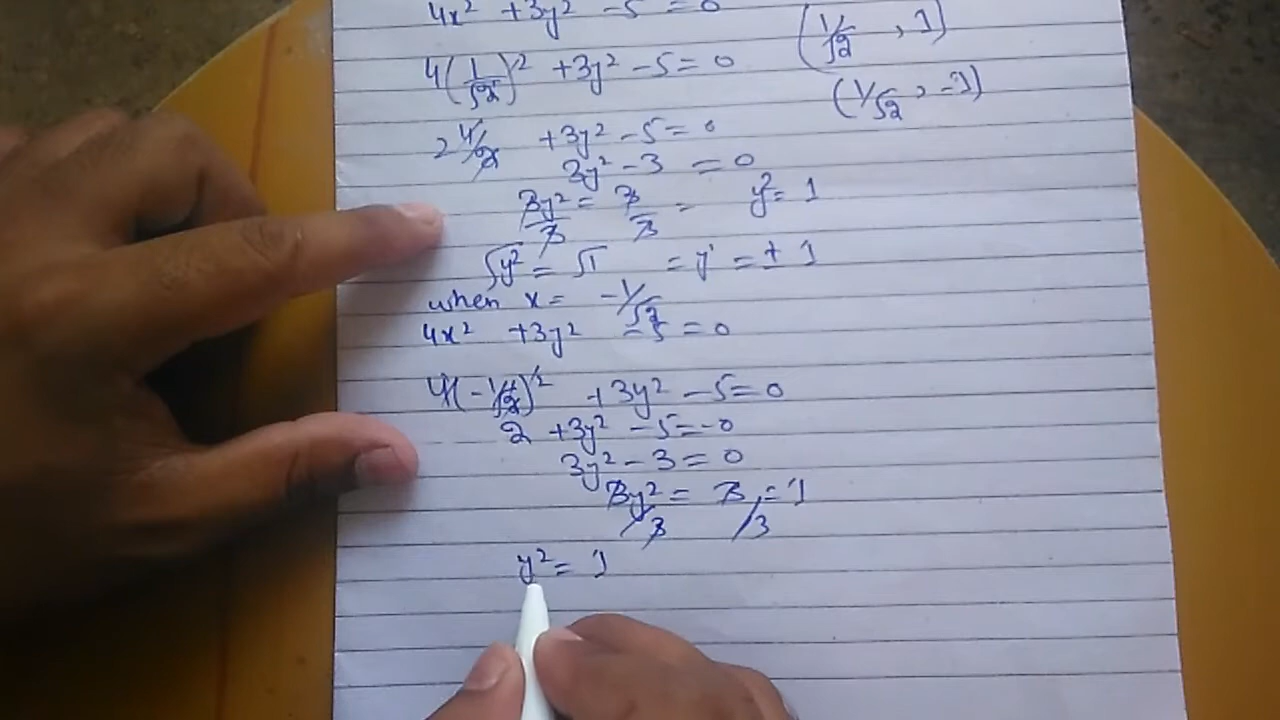 4x² + 3y² - 5 = 0
(1/√2, 1)
4(1/√2)² + 3y² - 5 = 0
(1/√2, -1)
2 4/2 + 3y² - 5 = 0
3y² - 3 = 0
3y²/3 = 3/3 = y² = 1
√y² = √1 = y = ± 1
when x = -1/√2
4x² + 3y² - 5 = 0
4(-1/√2)² + 3y² - 5 = 0
2 + 3y² - 5 = 0
3y² - 3 = 0
3y²/3 = 3/3 = 1
y² = 1